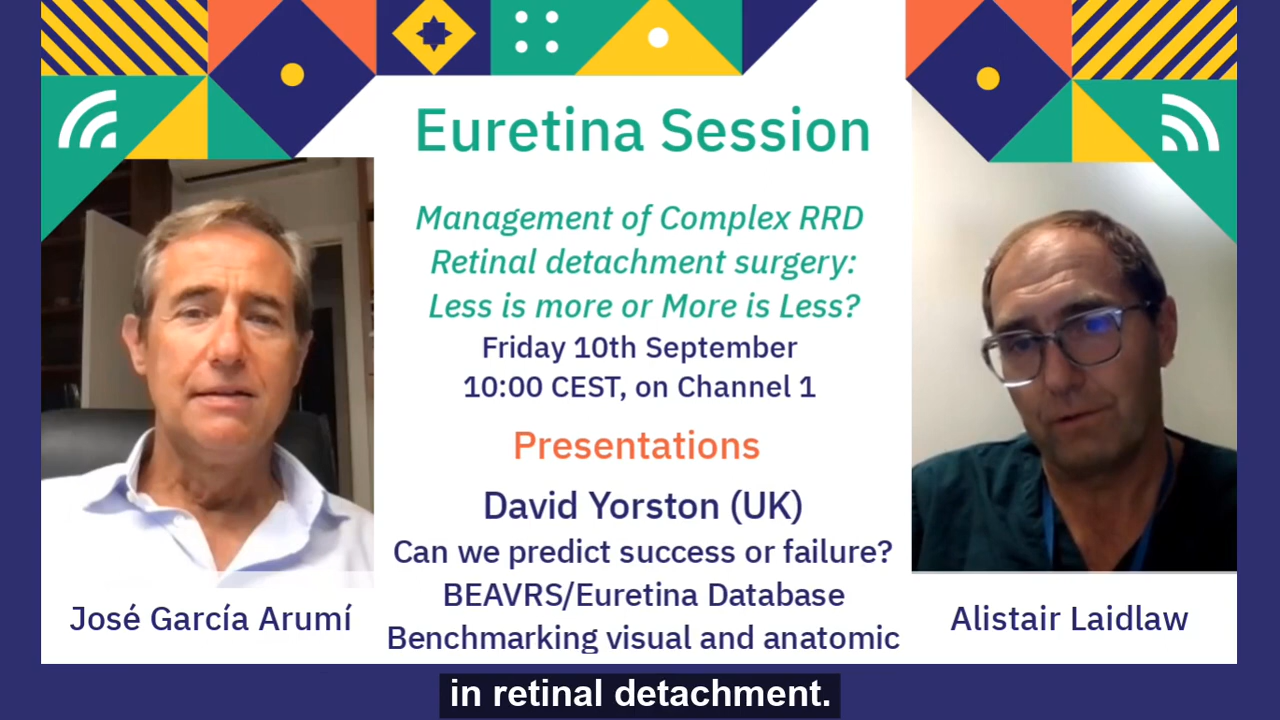 Euretina Session
Management of Complex RRD
Retinal detachment surgery:
Less is more or More is Less?
Friday 10th September
10:00 CEST, on Channel 1
Presentations
David Yorston (UK)
Can we predict success or failure?
BEAVRS/Euretina Database
Benchmarking visual and anatomic
José García Arumí
Alistair Laidlaw
in retinal detachment.